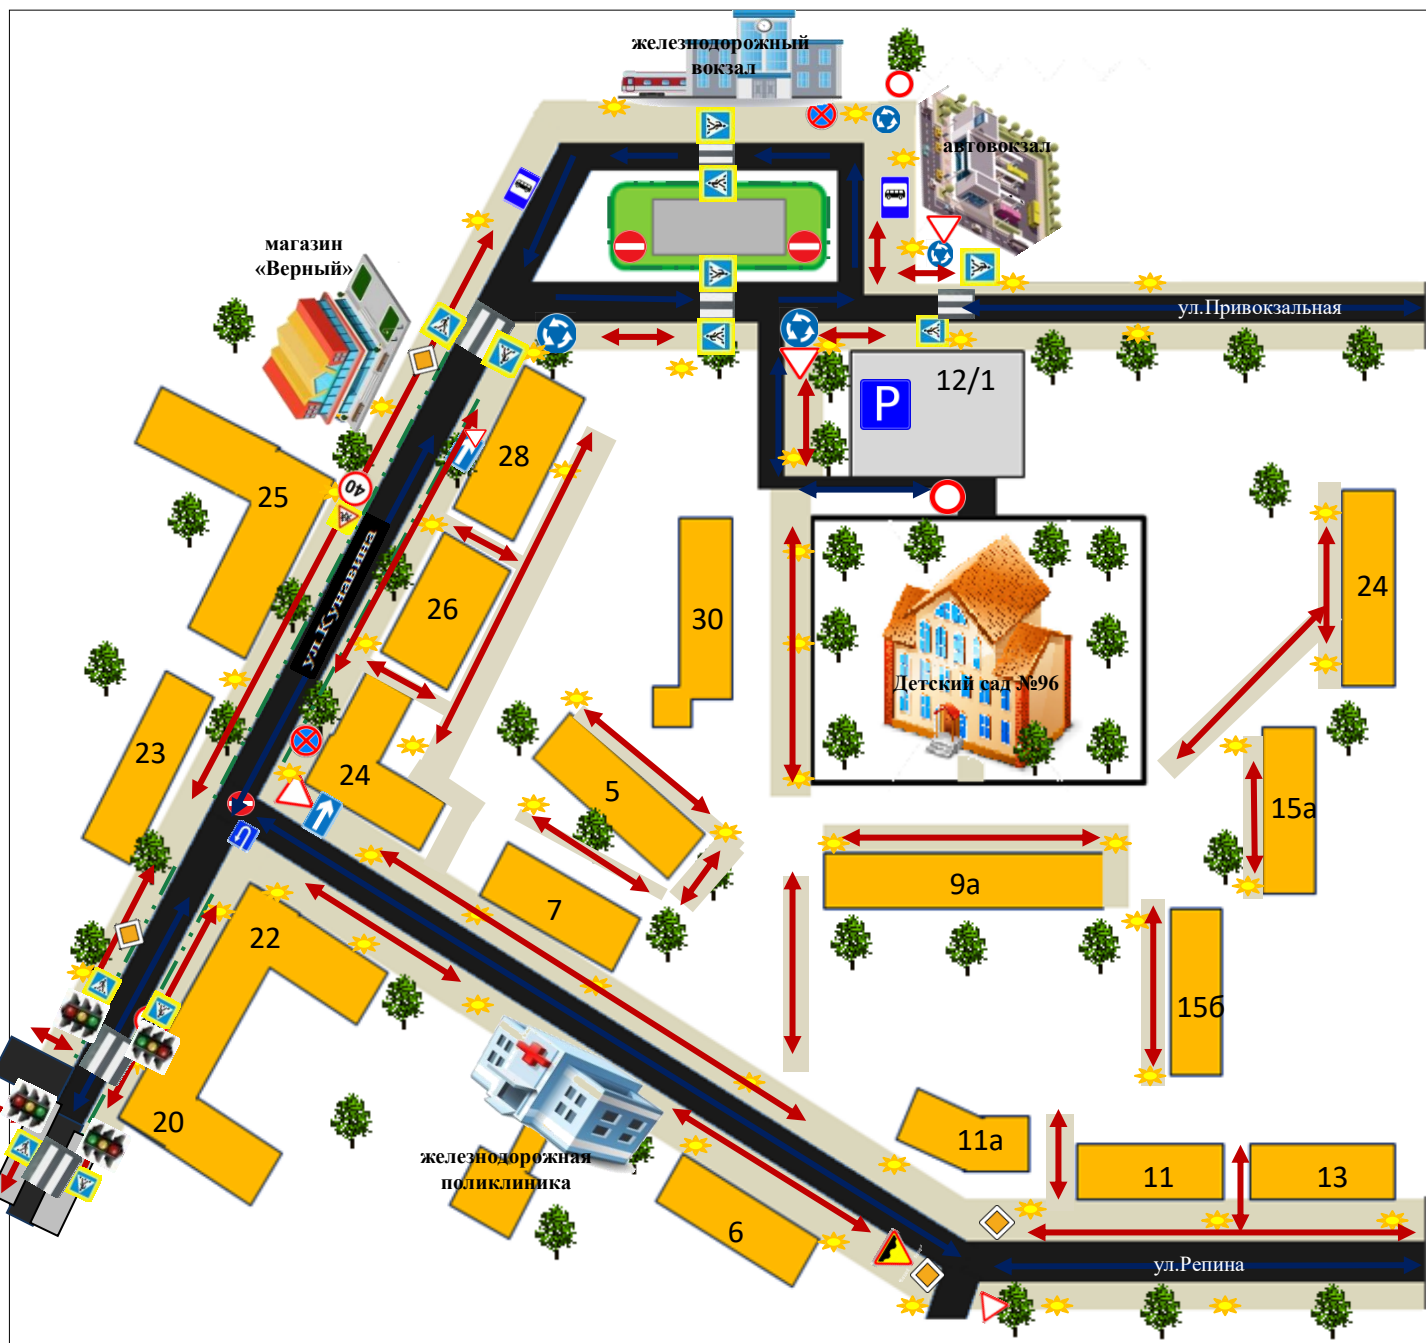 железнодорожный
вокзал
автовокзал
магазин
«Верный»
ул.Привокзальная
12/1
P
28
25
40
ул.Кунавина
26
30
24
Детский сад №96
23
24
5
15а
9а
7
22
15б
20
11а
железнодорожная
поликлиника
11
13
6
ул.Репина